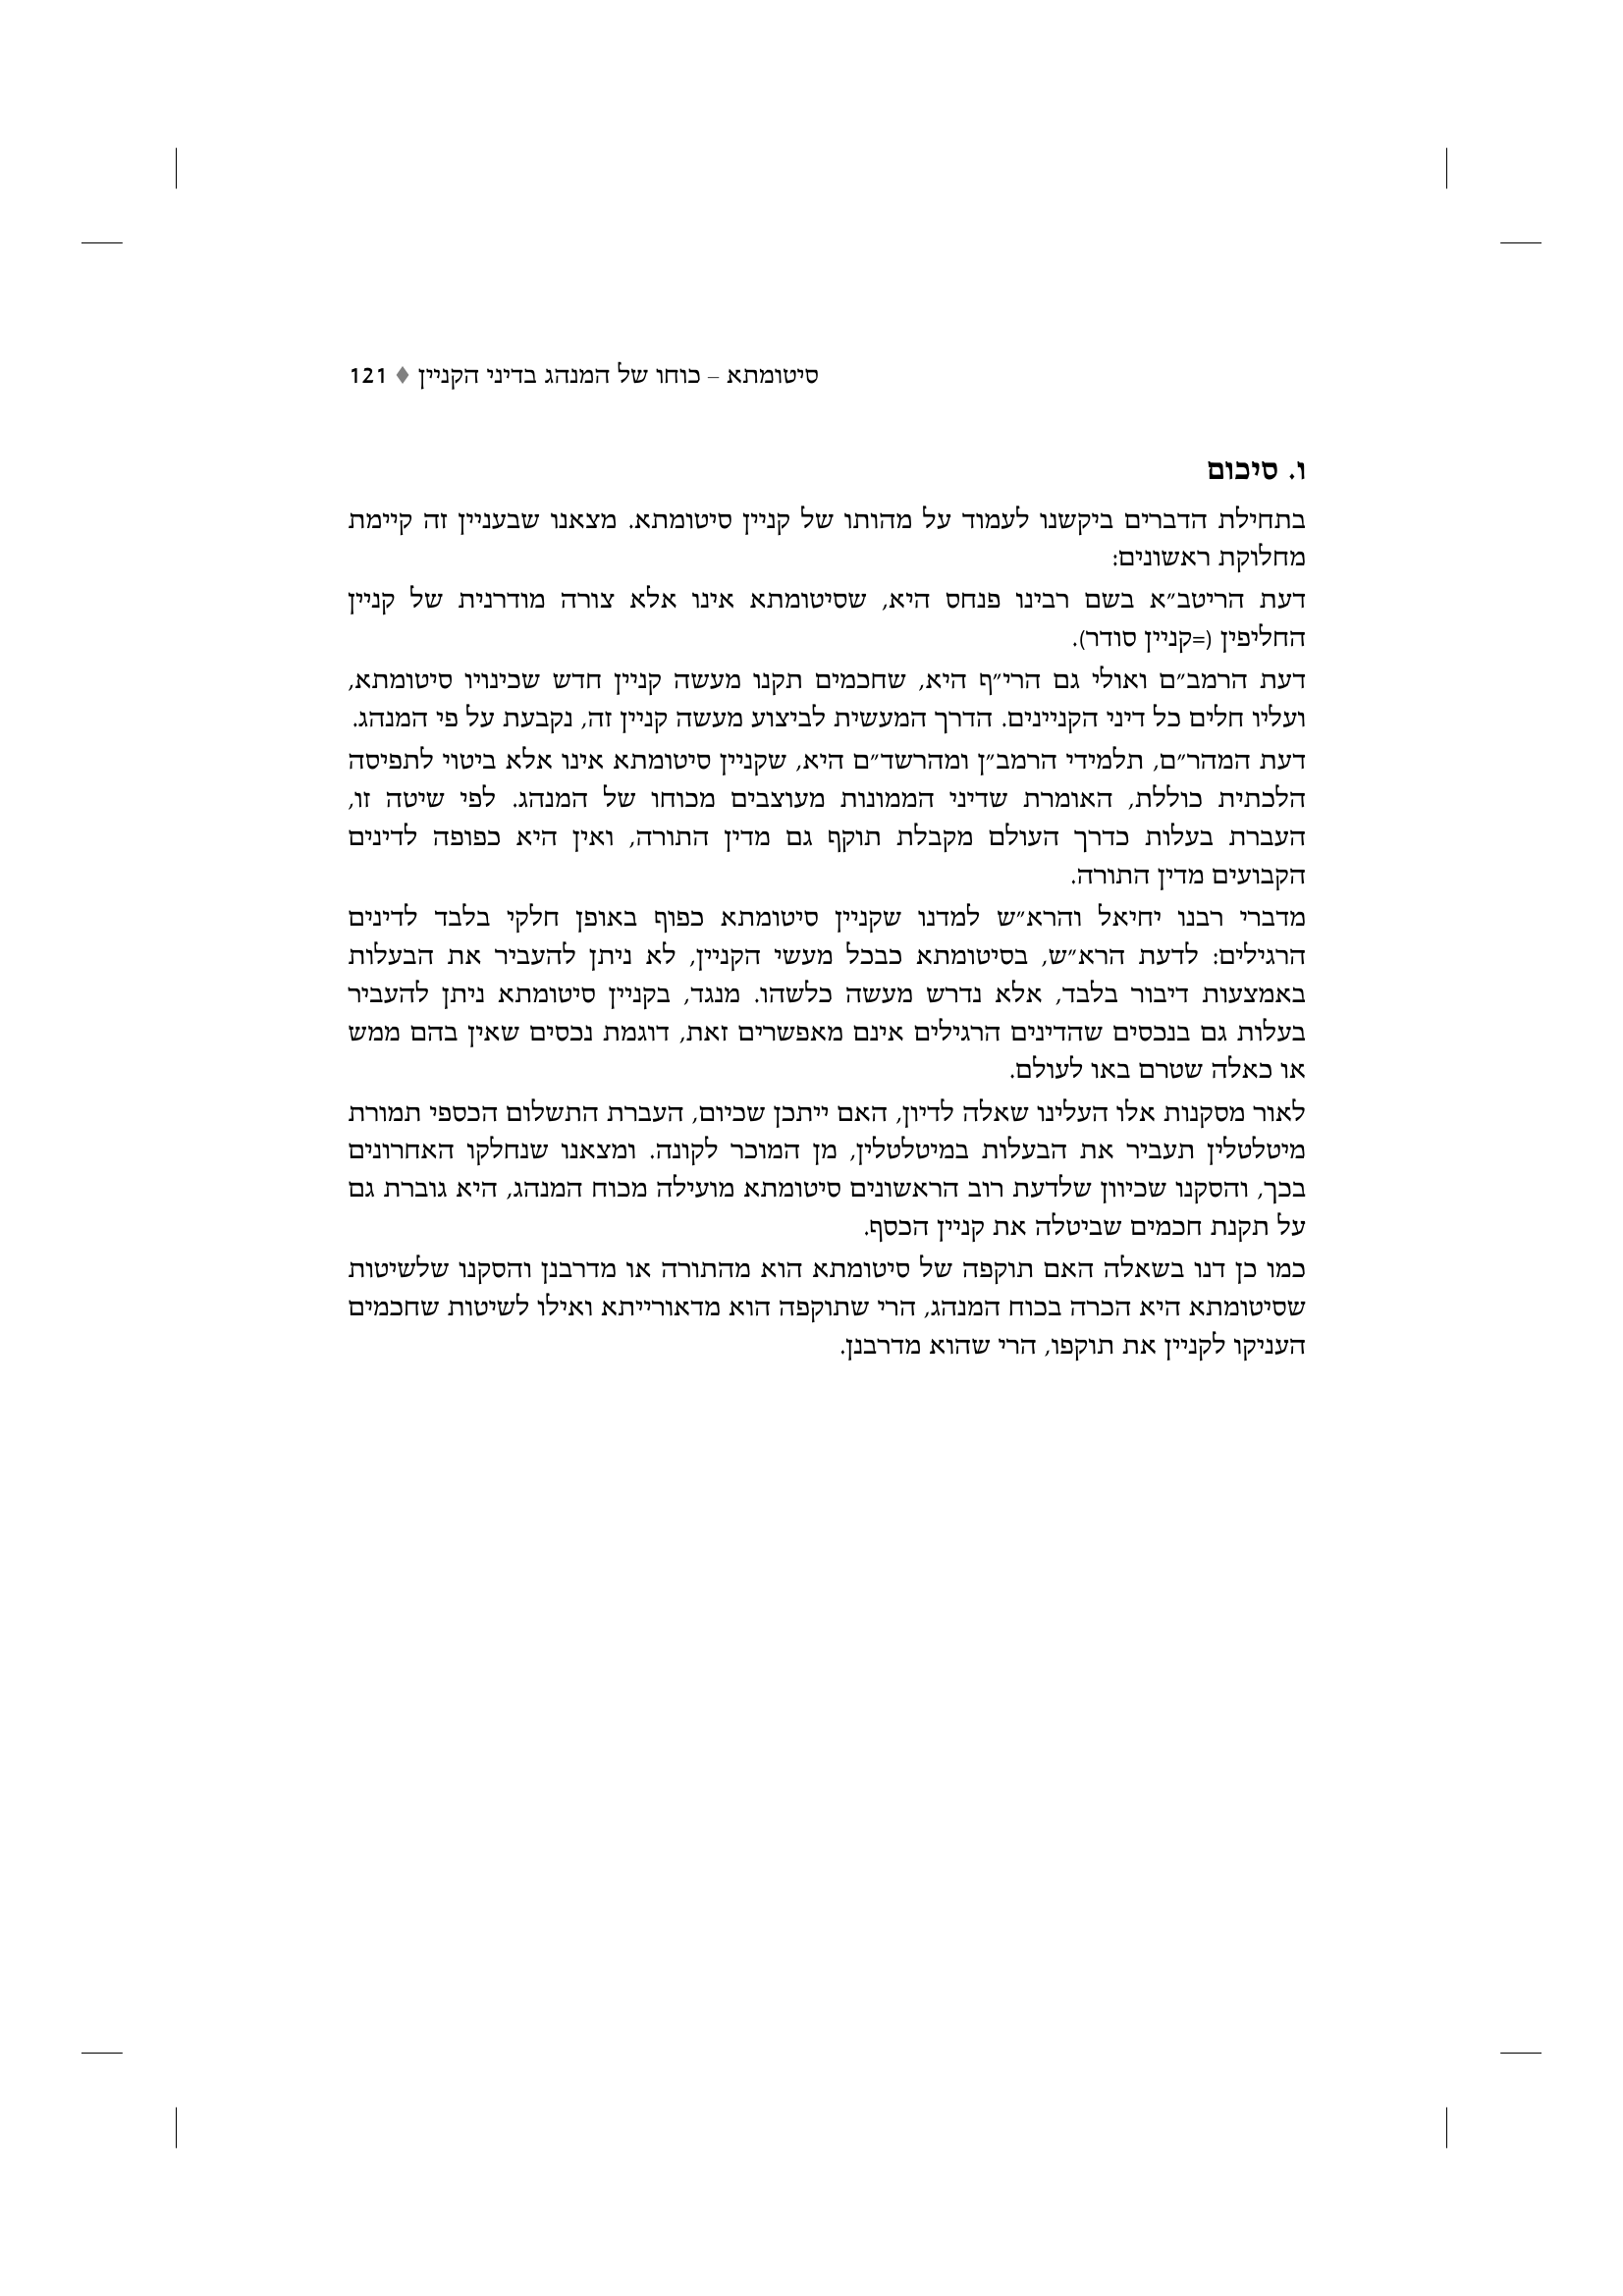 סיטומתא – כוחו של המנהג בדיני הקניין ♦ 121
ו. סיכום
בתחילת הדברים ביקשנו לעמוד על מהותו של קניין סיטומתא. מצאנו שבעניין זה קיימת
מחלוקת ראשונים:
דעת הריטב״א בשם רבינו פנחס היא, שסיטומתא אינו אלא צורה מודרנית של קניין
החליפין (=קניין סודר).
דעת הרמב״ם ואולי גם הרי״ף היא, שחכמים תקנו מעשה קניין חדש שכינויו סיטומתא,
ועליו חלים כל דיני הקניינים. הדרך המעשית לביצוע מעשה קניין זה, נקבעת על פי המנהג.
דעת המהר״ם, תלמידי הרמב״ן ומהרשד״ם היא, שקניין סיטומתא אינו אלא ביטוי לתפיסה
הלכתית כוללת, האומרת שדיני הממונות מעוצבים מכוחו של המנהג. לפי שיטה זו,
העברת בעלות כדרך העולם מקבלת תוקף גם מדין התורה, ואין היא כפופה לדינים
הקבועים מדין התורה.
מדברי רבנו יחיאל והרא״ש למדנו שקניין סיטומתא כפוף באופן חלקי בלבד לדינים
הרגילים: לדעת הרא״ש, בסיטומתא כבכל מעשי הקניין, לא ניתן להעביר את הבעלות
באמצעות דיבור בלבד, אלא נדרש מעשה כלשהו. מנגד, בקניין סיטומתא ניתן להעביר
בעלות גם בנכסים שהדינים הרגילים אינם מאפשרים זאת, דוגמת נכסים שאין בהם ממש
או כאלה שטרם באו לעולם.
לאור מסקנות אלו העלינו שאלה לדיון, האם ייתכן שכיום, העברת התשלום הכספי תמורת
מיטלטלין תעביר את הבעלות במיטלטלין, מן המוכר לקונה. ומצאנו שנחלקו האחרונים
בכך, והסקנו שכיוון שלדעת רוב הראשונים סיטומתא מועילה מכוח המנהג, היא גוברת גם
על תקנת חכמים שביטלה את קניין הכסף.
כמו כן דנו בשאלה האם תוקפה של סיטומתא הוא מהתורה או מדרבנן והסקנו שלשיטות
שסיטומתא היא הכרה בכוח המנהג, הרי שתוקפה הוא מדאורייתא ואילו לשיטות שחכמים
העניקו לקניין את תוקפו, הרי שהוא מדרבנן.